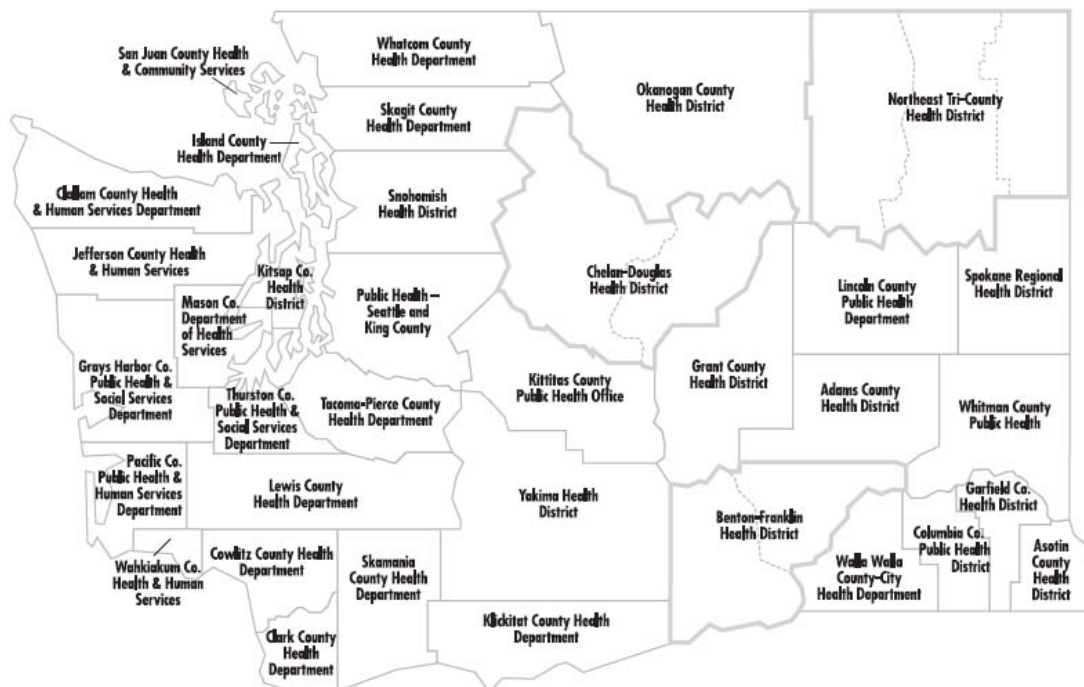 San Juan County Health
& Community Services
Whatcom County
Health Department
Okanogan County
Health District
Northeast Tri-County
Health District
Skagit County
Health Department
Island County
Health Department
Clallam County Health
& Human Services Department
Snohomish
Health District
Jefferson County Health
& Human Services
Kitsap Co.
Health
District
Chelan-Douglas
Health District
Lincoln County
Public Health
Department
Spokane Regional
Health District
Mason Co.
Department
of Health
Services
Public Health –
Seattle and
King County
Grays Harbor Co.
Public Health &
Social Services
Department
Thurston Co.
Public Health &
Social Services
Department
Tacoma-Pierce County
Health Department
Kittitas County
Public Health Office
Grant County
Health District
Adams County
Health District
Whitman County
Public Health
Pacific Co.
Public Health &
Human Services
Department
Lewis County
Health Department
Yakima Health
District
Benton-Franklin
Health District
Garfield Co.
Health District
Columbia Co.
Public Health
District
Asotin
County
Health
District
Walla Walla
County-City
Health Department
Wahkiakum Co.
Health & Human
Services
Cowlitz County Health
Department
Skamania
County Health
Department
Klickitat County Health
Department
Clark County
Health
Department